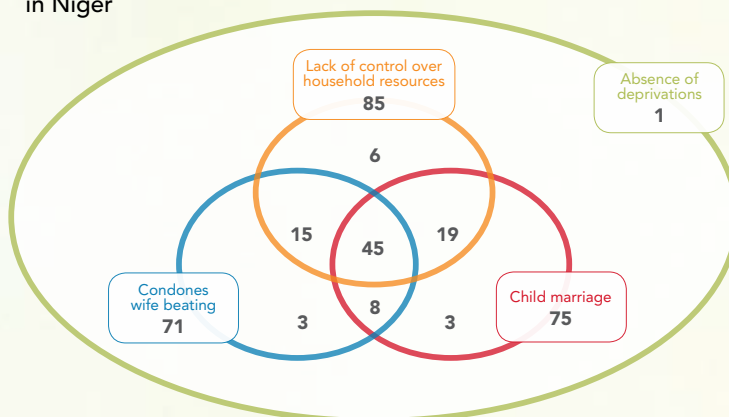 in Niger
Lack of control over
household resources
85
Absence of
deprivations
1
6
15
45
19
Condones
wife beating
71
3
8
3
Child marriage
75